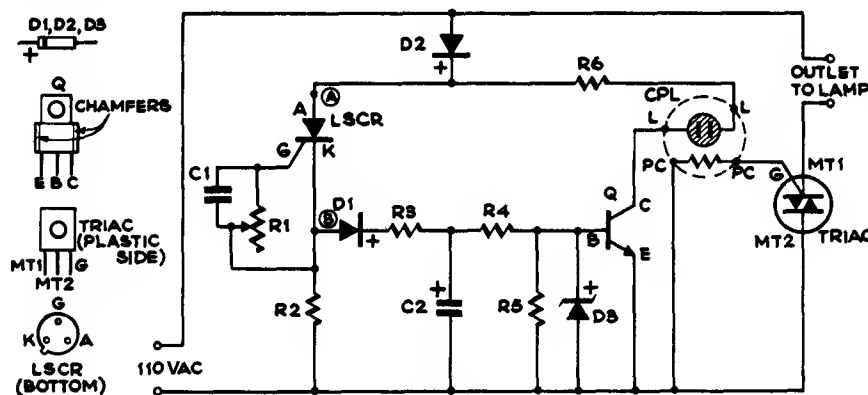 D1, D2, D3
+
Q
CHAMFERS
E B C
TRIAC
(PLASTIC
SIDE)
MT1 G
MT2
G
K A
LSCR
(BOTTOM)
D2
+
R6
OUTLET
TO LAMP
CPL
L L
A Ⓐ
LSCR
G K
C1
R1
Ⓑ D1
+
R3
R4
Q
C
B
E
PC PC
G
MT1
MT2
TRIAC
R2
+
C2
R5
+
D3
110 VAC